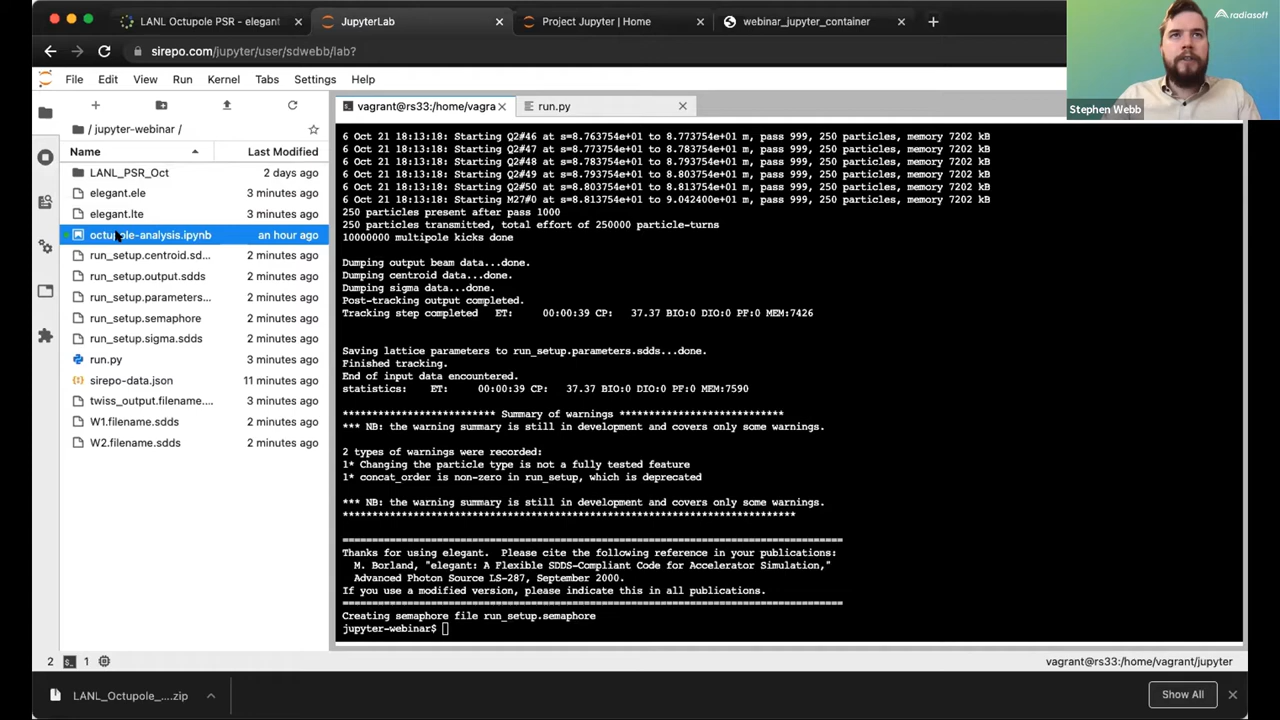 LANL Octupole PSR - elegant
JupyterLab
Project Jupyter | Home
webinar_jupyter_container
radiasoft
sirepo.com/jupyter/user/sdwebb/lab?
File Edit View Run Kernel Tabs Settings Help
Stephen Webb
vagrant@rs33:/home/vagra
run.py
/ jupyter-webinar /
Name
Last Modified
LANL_PSR_Oct 2 days ago
elegant.ele 3 minutes ago
elegant.lte 3 minutes ago
octupole-analysis.ipynb an hour ago
run_setup.centroid.sd... 2 minutes ago
run_setup.output.sdds 2 minutes ago
run_setup.parameters... 2 minutes ago
run_setup.semaphore 2 minutes ago
run_setup.sigma.sdds 2 minutes ago
run.py 3 minutes ago
sirepo-data.json 11 minutes ago
twiss_output.filename.... 3 minutes ago
W1.filename.sdds 2 minutes ago
W2.filename.sdds 2 minutes ago
6 Oct 21 18:13:18: Starting Q2#46 at s=8.763754e+01 to 8.773754e+01 m, pass 999, 250 particles, memory 7202 kB
6 Oct 21 18:13:18: Starting Q2#47 at s=8.773754e+01 to 8.783754e+01 m, pass 999, 250 particles, memory 7202 kB
6 Oct 21 18:13:18: Starting Q2#48 at s=8.783754e+01 to 8.793754e+01 m, pass 999, 250 particles, memory 7202 kB
6 Oct 21 18:13:18: Starting Q2#49 at s=8.793754e+01 to 8.803754e+01 m, pass 999, 250 particles, memory 7202 kB
6 Oct 21 18:13:18: Starting Q2#50 at s=8.803754e+01 to 8.813754e+01 m, pass 999, 250 particles, memory 7202 kB
6 Oct 21 18:13:18: Starting M27#0 at s=8.813754e+01 to 9.042400e+01 m, pass 999, 250 particles, memory 7202 kB
250 particles present after pass 1000
250 particles transmitted, total effort of 250000 particle-turns
10000000 multipole kicks done
Dumping output beam data...done.
Dumping centroid data...done.
Dumping sigma data...done.
Post-tracking output completed.
Tracking step completed ET: 00:00:39 CP: 37.37 BIO:0 DIO:0 PF:0 MEM:7426
Saving lattice parameters to run_setup.parameters.sdds...done.
Finished tracking.
End of input data encountered.
statistics: ET: 00:00:39 CP: 37.37 BIO:0 DIO:0 PF:0 MEM:7590
************************* Summary of warnings **************************
*** NB: the warning summary is still in development and covers only some warnings.
2 types of warnings were recorded:
1* Changing the particle type is not a fully tested feature
1* concat_order is non-zero in run_setup, which is deprecated
*** NB: the warning summary is still in development and covers only some warnings.
************************************************************************
=====================================================================================
Thanks for using elegant. Please cite the following reference in your publications:
M. Borland, "elegant: A Flexible SDDS-Compliant Code for Accelerator Simulation,"
Advanced Photon Source LS-287, September 2000.
If you use a modified version, please indicate this in all publications.
=====================================================================================
Creating semaphore file run_setup.semaphore
jupyter-webinar$
2 1
vagrant@rs33:/home/vagrant/jupyter
LANL_Octupole_....zip
Show All